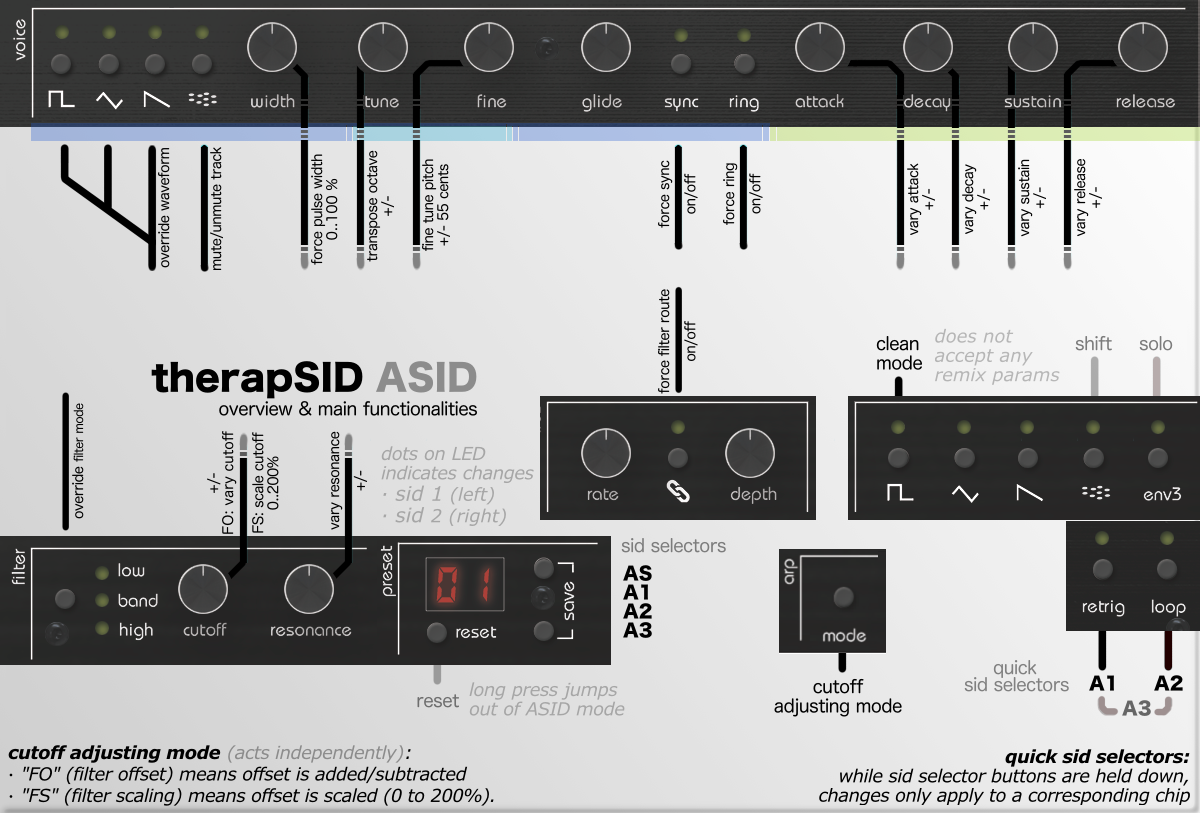 voice
width
tune
fine
glide
sync
ring
attack
decay
sustain
release
override waveform
mute/unmute track
force pulse width
0..100 %
transpose octave
+/-
fine tune pitch
+/- 55 cents
force sync
on/off
force ring
on/off
vary attack
+/-
vary decay
+/-
vary sustain
+/-
vary release
+/-
force filter route
on/off
therapSID ASID
overview & main functionalities
clean
mode
does not
accept any
remix params
shift
solo
override filter mode
+/-
FO: vary cutoff
FS: scale cutoff
0..200%
vary resonance
+/-
dots on LED
indicates changes
· sid 1 (left)
· sid 2 (right)
rate
depth
env3
filter
low
band
high
cutoff
resonance
preset
01
reset
save
sid selectors
AS
A1
A2
A3
arp
mode
retrig
loop
reset
long press jumps
out of ASID mode
cutoff
adjusting mode
quick
sid selectors
A1
A2
A3
cutoff adjusting mode (acts independently):
· "FO" (filter offset) means offset is added/subtracted
· "FS" (filter scaling) means offset is scaled (0 to 200%).
quick sid selectors:
while sid selector buttons are held down,
changes only apply to a corresponding chip